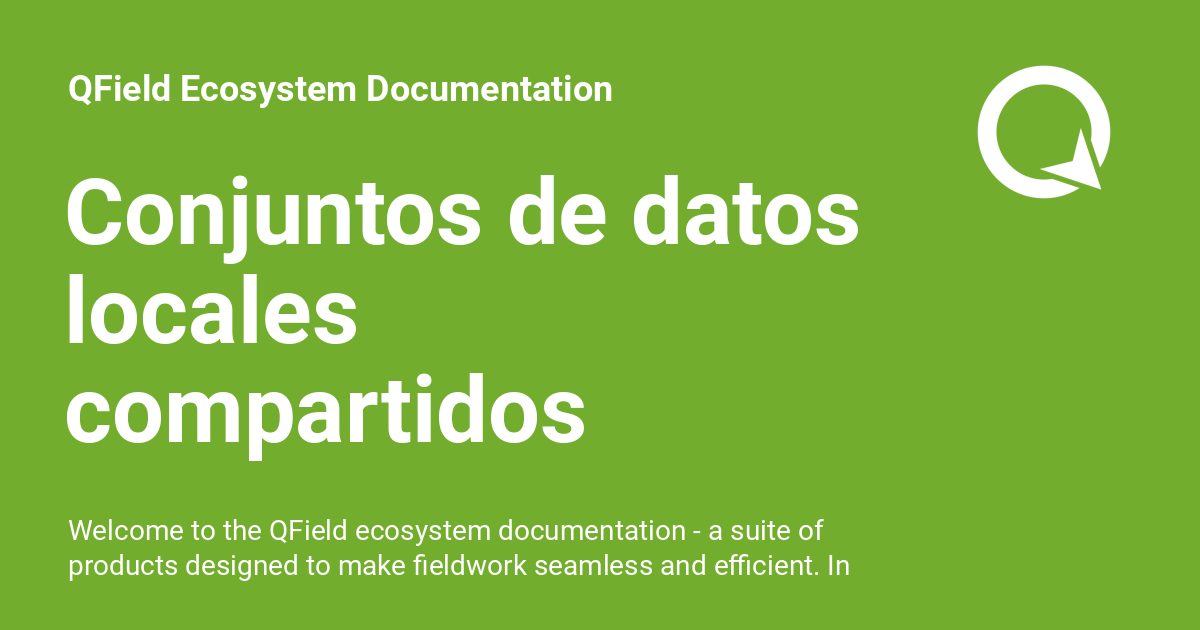 QField Ecosystem Documentation
Conjuntos de datos
locales
compartidos
Welcome to the QField ecosystem documentation - a suite of
products designed to make fieldwork seamless and efficient. In